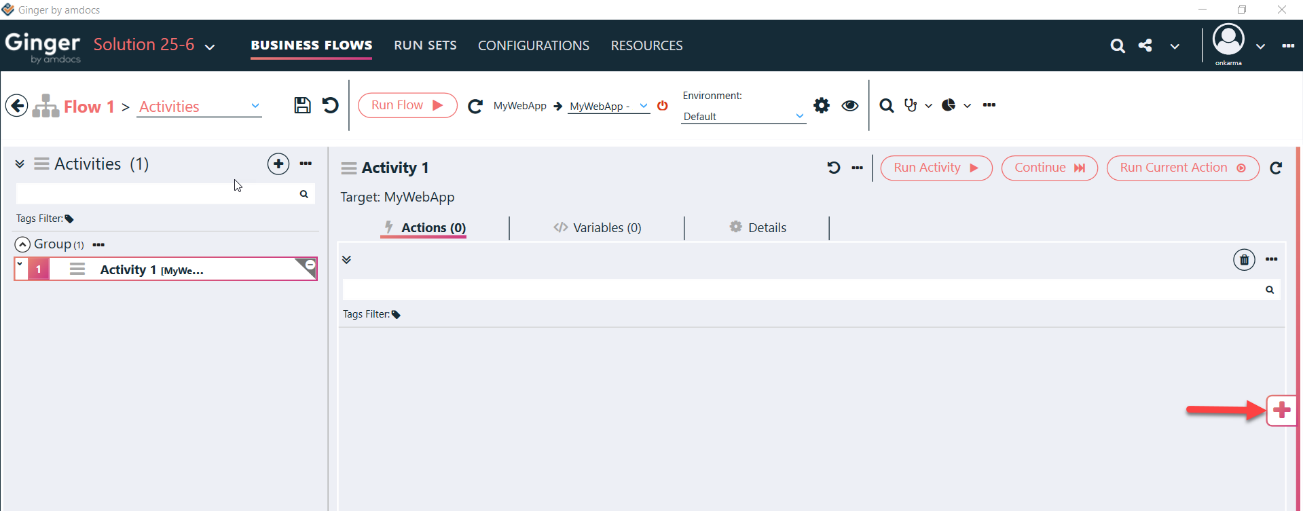 Ginger by amdocs
Ginger by amdocs Solution 25-6 BUSINESS FLOWS RUN SETS CONFIGURATIONS RESOURCES onkarma
Flow 1 > Activities Run Flow MyWebApp MyWebApp - Environment: Default
Activities (1) Activity 1 Run Activity Continue Run Current Action
Target: MyWebApp
Tags Filter: Actions (0) Variables (0) Details
Group (1)
1 Activity 1 [MyWe...
Tags Filter: